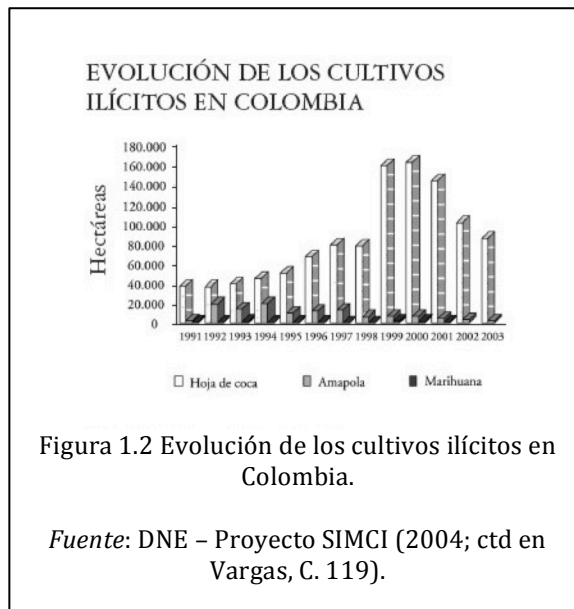 EVOLUCIÓN DE LOS CULTIVOS
ILÍCITOS EN COLOMBIA
Hectáreas
180.000
160.000
140.000
120.000
100.000
80.000
60.000
40.000
20.000
0
1991 1992 1993 1994 1995 1996 1997 1998 1999 2000 2001 2002 2003
Hoja de coca Amapola Marihuana
Figura 1.2 Evolución de los cultivos ilícitos en
Colombia.
Fuente: DNE – Proyecto SIMCI (2004; ctd en
Vargas, C. 119).